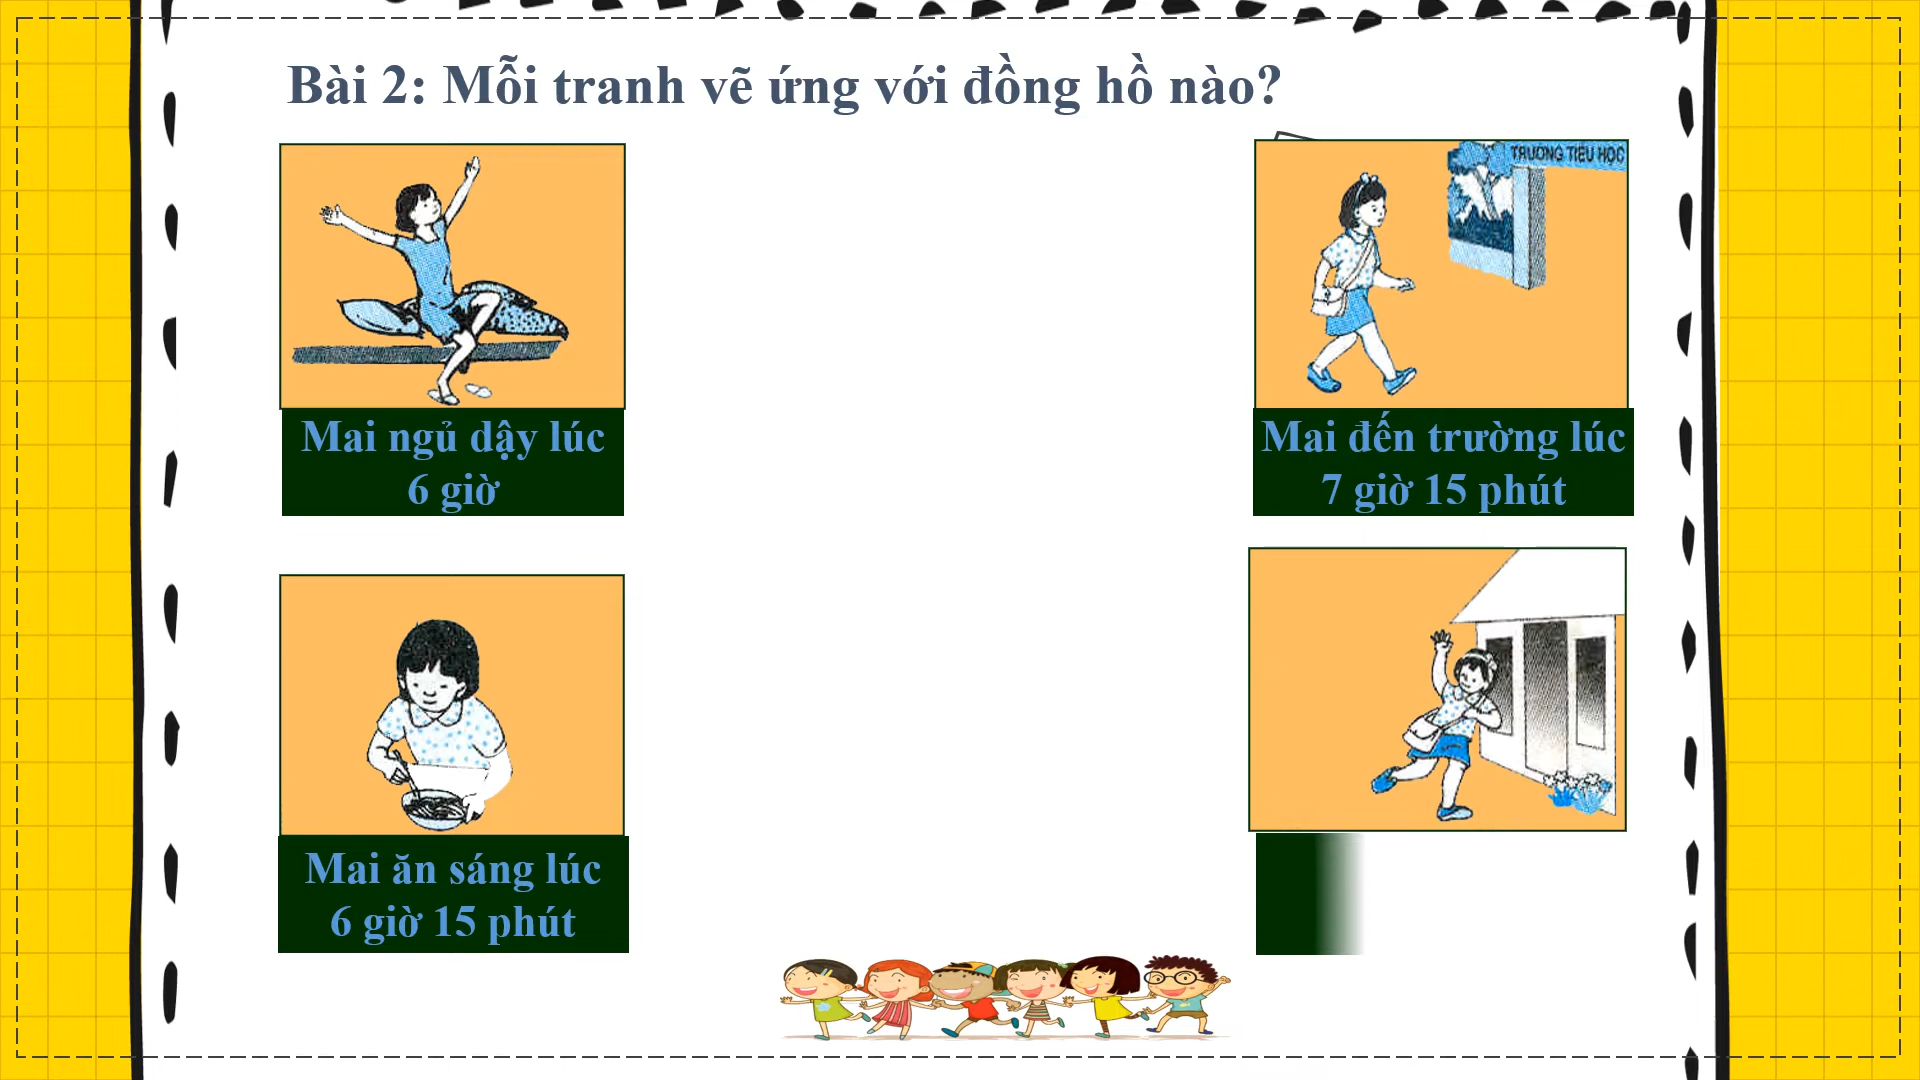 Bài 2: Mỗi tranh vẽ ứng với đồng hồ nào?
TRƯỜNG TIỂU HỌC
Mai ngủ dậy lúc
6 giờ
Mai đến trường lúc
7 giờ 15 phút
Mai ăn sáng lúc
6 giờ 15 phút